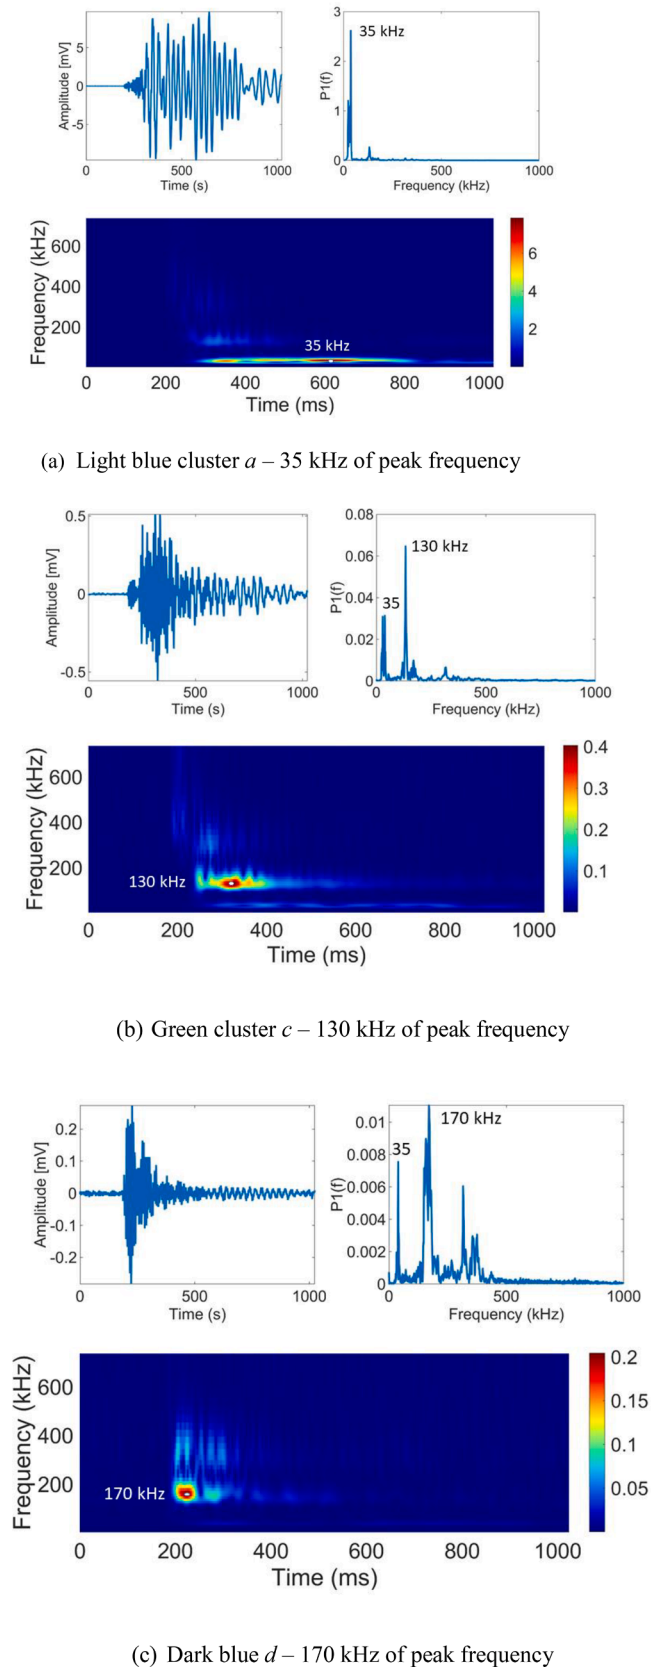 Amplitude [mV]
5
0
-5
0 500 1000
Time (s)
P1(f)
3
2
1
0
35 kHz
0 500 1000
Frequency (kHz)
Frequency (kHz)
600
400
200
35 kHz
0 200 400 600 800 1000
Time (ms)
6
4
2
(a) Light blue cluster a – 35 kHz of peak frequency
Amplitude [mV]
0.5
0
-0.5
0 500 1000
Time (s)
P1(f)
0.08
0.06
0.04
0.02
0
130 kHz
35
0 500 1000
Frequency (kHz)
Frequency (kHz)
600
400
200
130 kHz
0 200 400 600 800 1000
Time (ms)
0.4
0.3
0.2
0.1
(b) Green cluster c – 130 kHz of peak frequency
Amplitude [mV]
0.2
0.1
0
-0.1
-0.2
0 500 1000
Time (s)
P1(f)
0.01
0.008
0.006
0.004
0.002
0
170 kHz
35
0 500 1000
Frequency (kHz)
Frequency (kHz)
600
400
200
170 kHz
0 200 400 600 800 1000
Time (ms)
0.2
0.15
0.1
0.05
(c) Dark blue d – 170 kHz of peak frequency